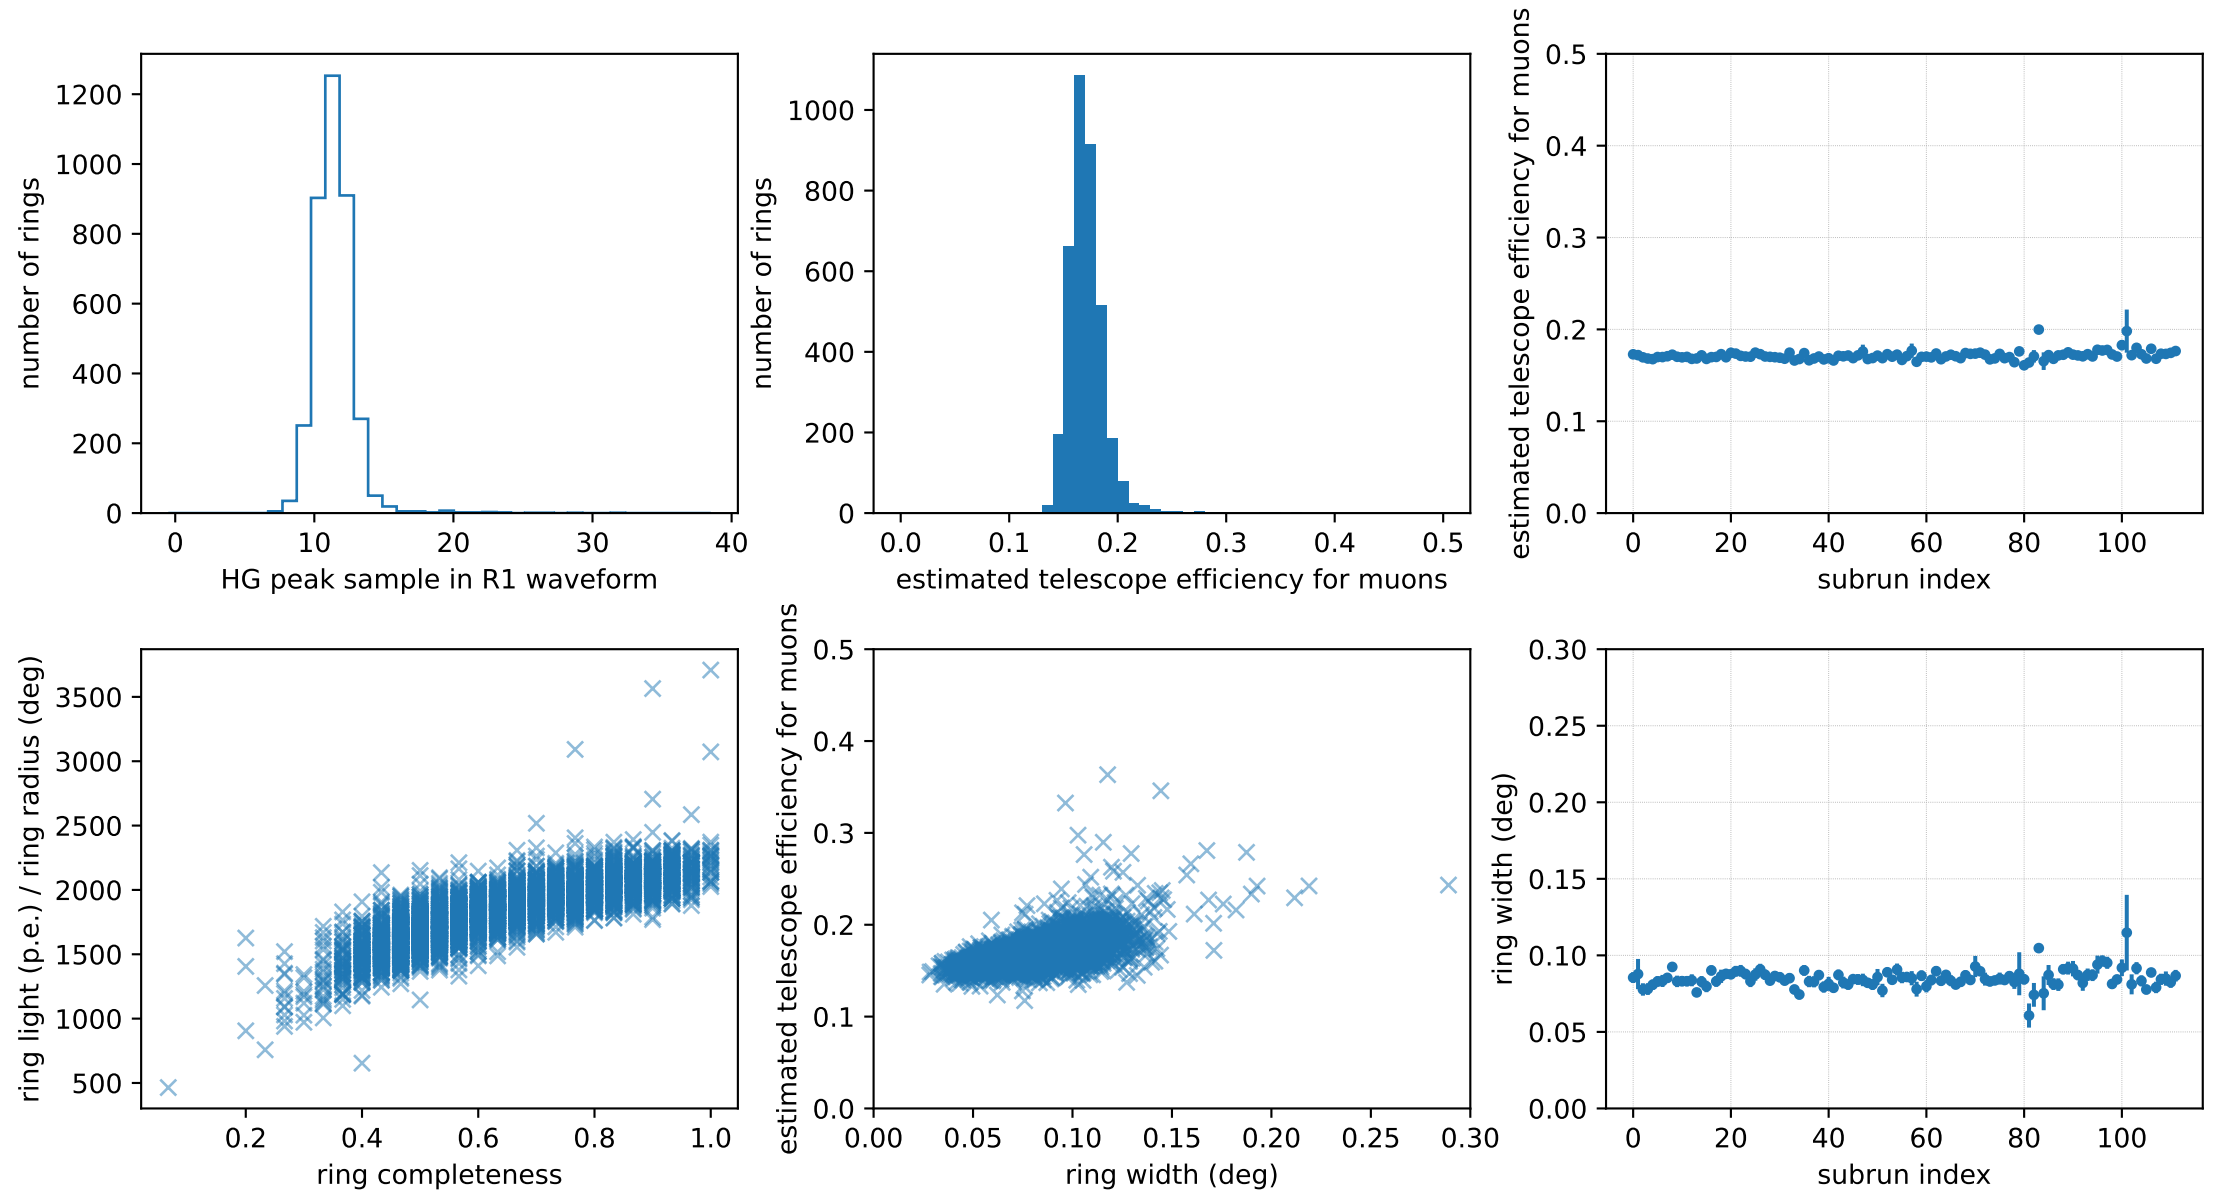 number of rings
1200
1000
800
600
400
200
0
0 10 20 30 40
HG peak sample in R1 waveform
number of rings
1000
800
600
400
200
0
0.0 0.1 0.2 0.3 0.4 0.5
estimated telescope efficiency for muons
estimated telescope efficiency for muons
0.5
0.4
0.3
0.2
0.1
0.0
0 20 40 60 80 100
subrun index
ring light (p.e.) / ring radius (deg)
3500
3000
2500
2000
1500
1000
500
0.2 0.4 0.6 0.8 1.0
ring completeness
estimated telescope efficiency for muons
0.5
0.4
0.3
0.2
0.1
0.0
0.00 0.05 0.10 0.15 0.20 0.25 0.30
ring width (deg)
ring width (deg)
0.30
0.25
0.20
0.15
0.10
0.05
0.00
0 20 40 60 80 100
subrun index